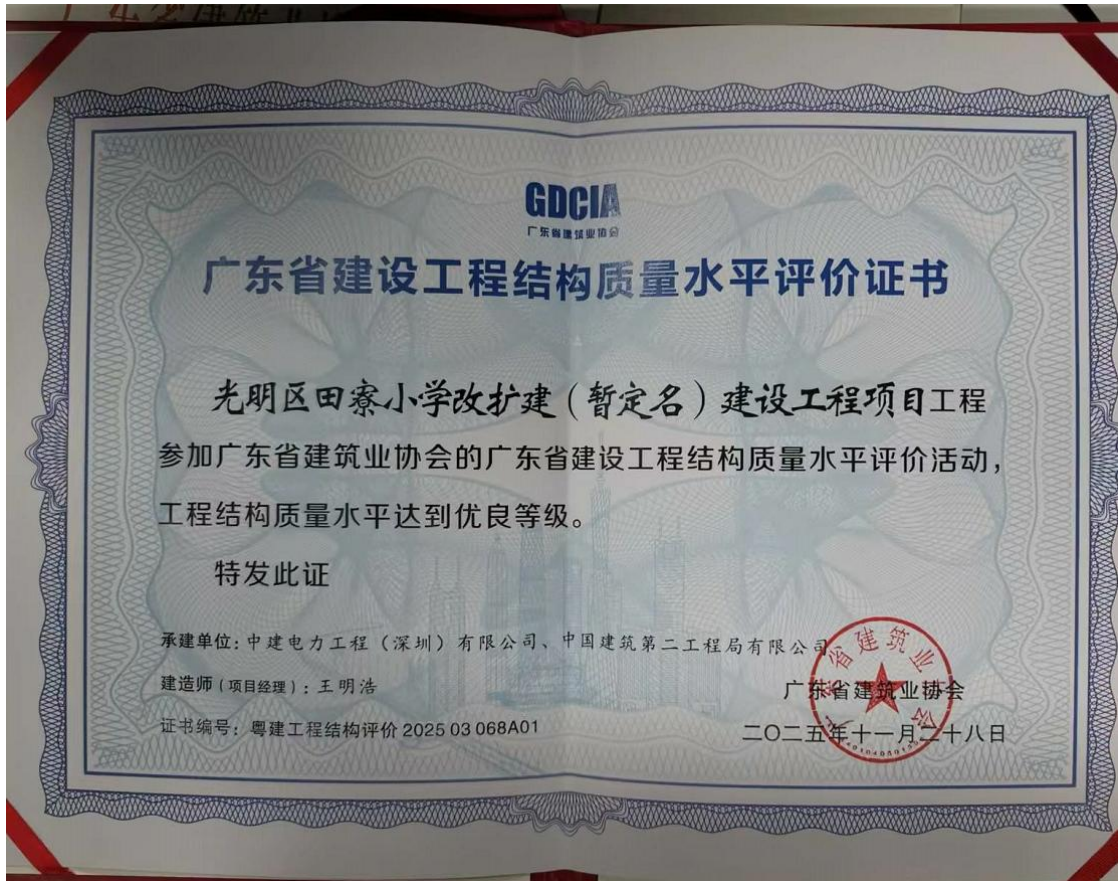 GDCIA
广东省建筑业协会
广东省建设工程结构质量水平评价证书
光明区田寮小学改扩建(暂定名)建设工程项目工程
参加广东省建筑业协会的广东省建设工程结构质量水平评价活动,
工程结构质量水平达到优良等级。
特发此证
承建单位:中建电力工程(深圳)有限公司、中国建筑第二工程局有限公司
建造师(项目经理):王明浩
证书编号:粤建工程结构评价 2025 03 068A01
广东省建筑业协会
二〇二五年十一月二十八日